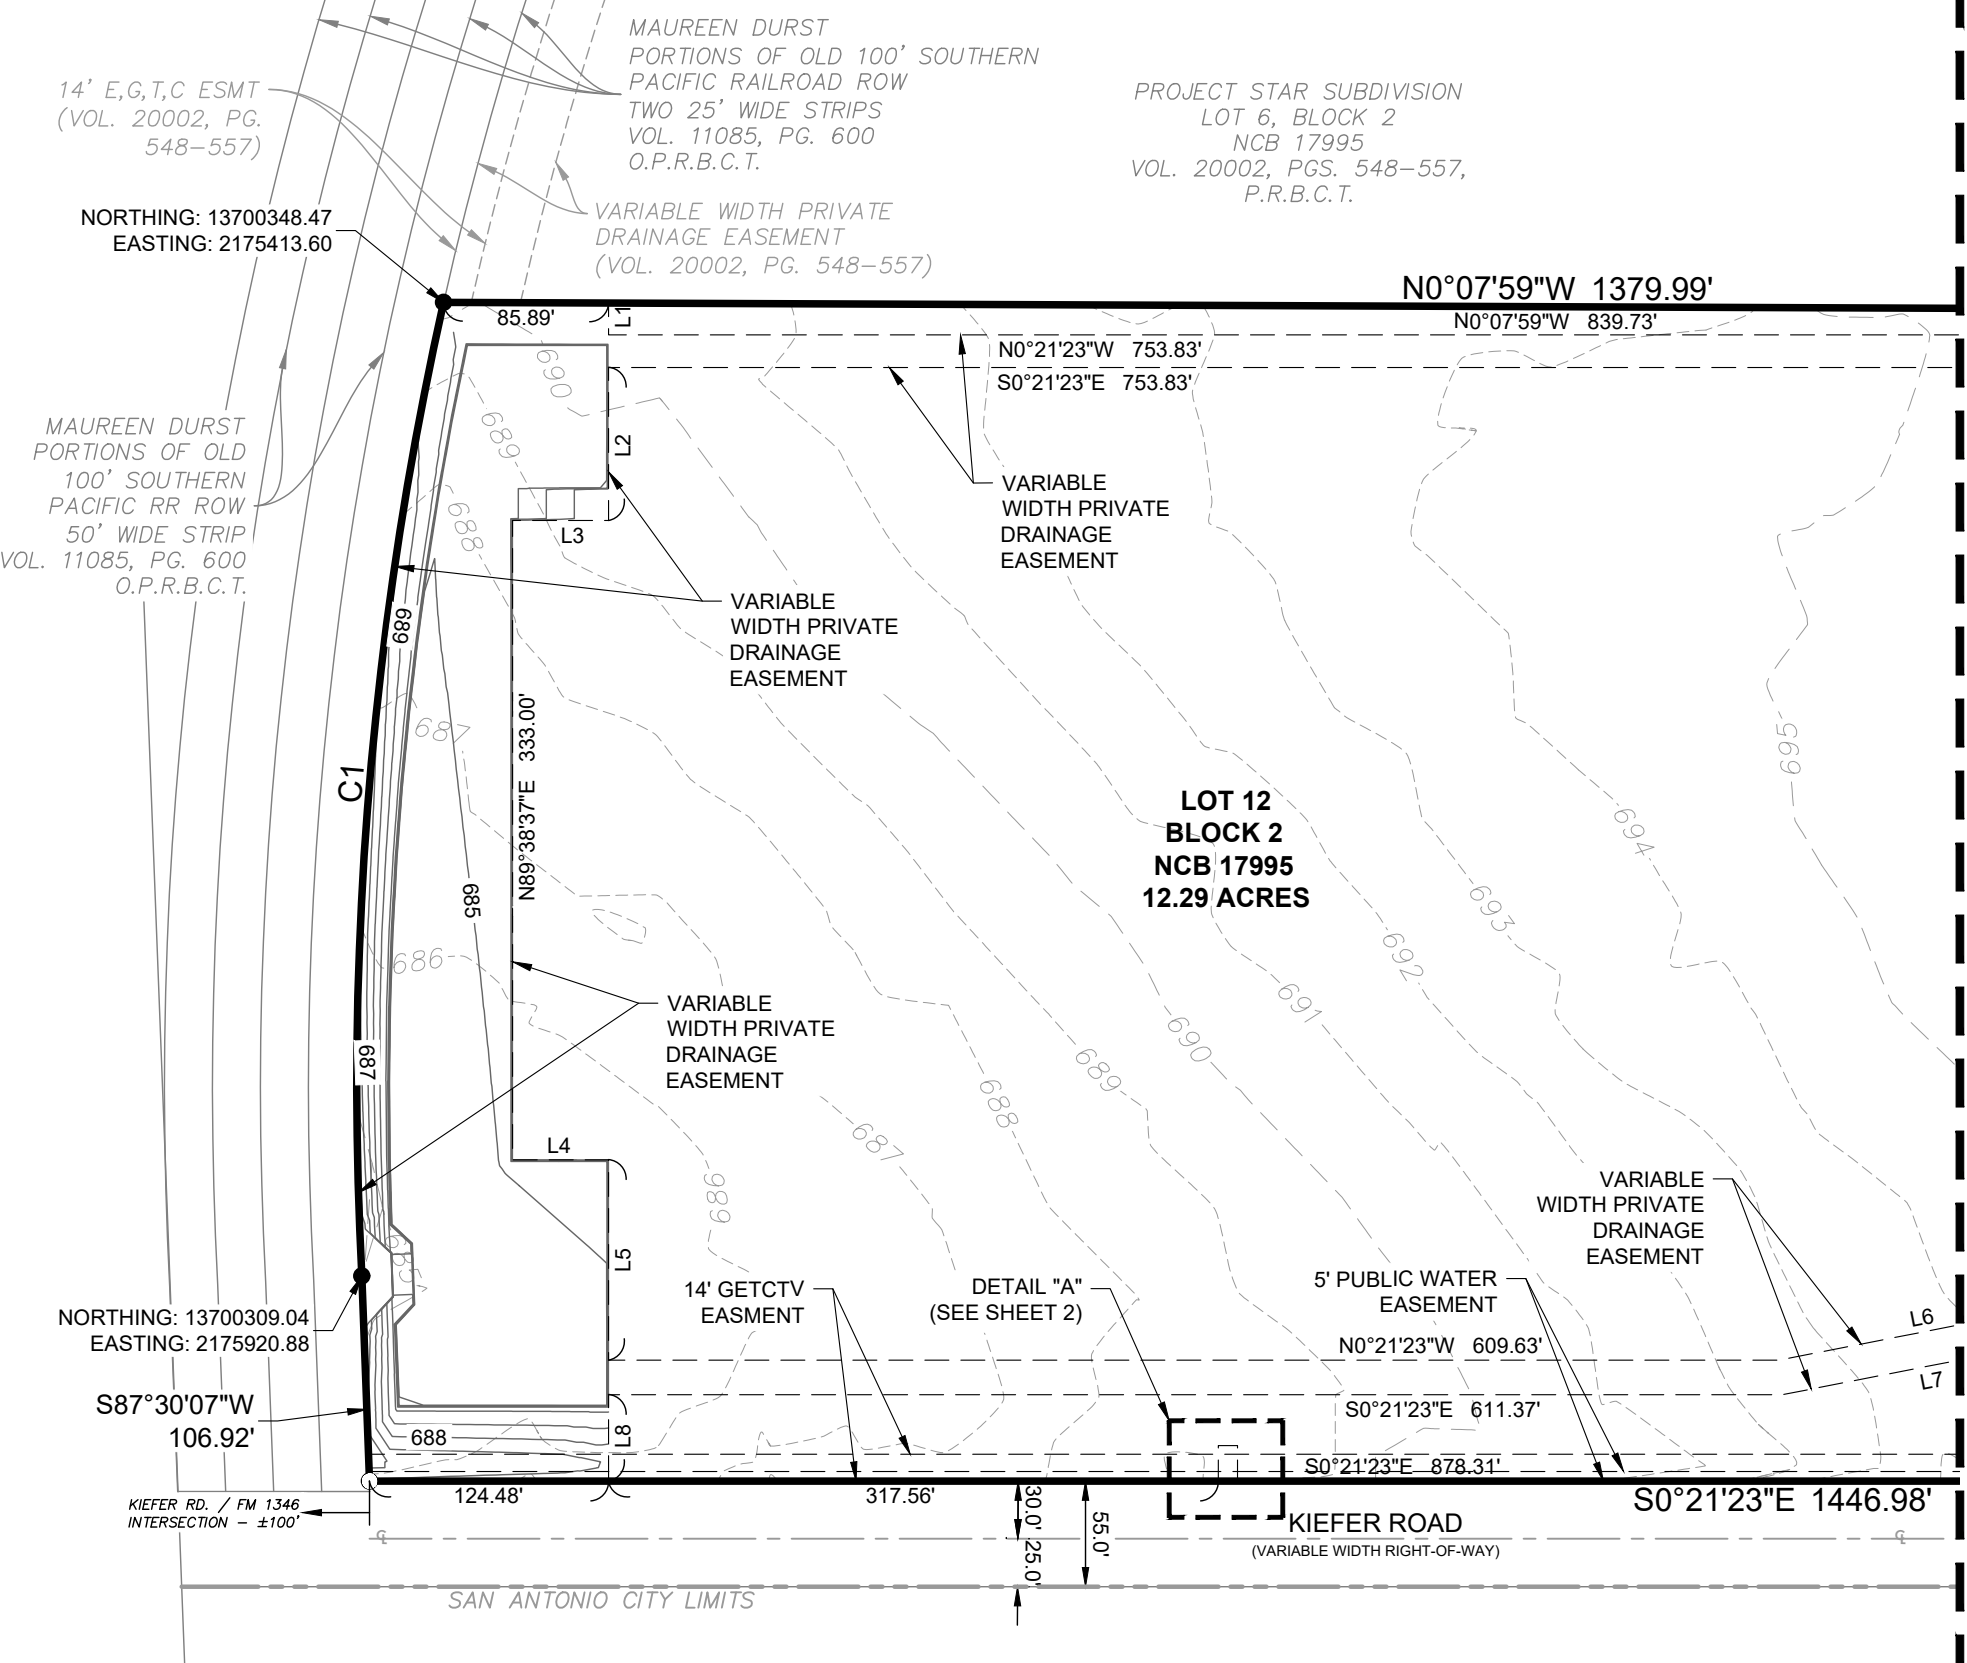 MAUREEN DURST
PORTIONS OF OLD 100' SOUTHERN
PACIFIC RAILROAD ROW
TWO 25' WIDE STRIPS
VOL. 11085, PG. 600
O.P.R.B.C.T.
14' E,G,T,C ESMT
(VOL. 20002, PG.
548-557)
PROJECT STAR SUBDIVISION
LOT 6, BLOCK 2
NCB 17995
VOL. 20002, PGS. 548-557,
P.R.B.C.T.
VARIABLE WIDTH PRIVATE
DRAINAGE EASEMENT
(VOL. 20002, PG. 548-557)
NORTHING: 13700348.47
EASTING: 2175413.60
N0°07'59"W 1379.99'
85.89'
L1
N0°07'59"W 839.73'
N0°21'23"W 753.83'
S0°21'23"E 753.83'
690
689
688
L2
L3
MAUREEN DURST
PORTIONS OF OLD
100' SOUTHERN
PACIFIC RR ROW
50' WIDE STRIP
VOL. 11085, PG. 600
O.P.R.B.C.T.
VARIABLE
WIDTH PRIVATE
DRAINAGE
EASEMENT
VARIABLE
WIDTH PRIVATE
DRAINAGE
EASEMENT
689
687
C1
N89°38'37"E 333.00'
685
686
687
LOT 12
BLOCK 2
NCB 17995
12.29 ACRES
695
694
693
692
691
690
689
688
687
686
VARIABLE
WIDTH PRIVATE
DRAINAGE
EASEMENT
L4
L5
685
VARIABLE
WIDTH PRIVATE
DRAINAGE
EASEMENT
14' GETCTV
EASMENT
DETAIL "A"
(SEE SHEET 2)
5' PUBLIC WATER
EASEMENT
L6
L7
N0°21'23"W 609.63'
S0°21'23"E 611.37'
NORTHING: 13700309.04
EASTING: 2175920.88
S87°30'07"W
106.92'
688
L8
S0°21'23"E 878.31'
124.48'
317.56'
S0°21'23"E 1446.98'
KIEFER RD. / FM 1346
INTERSECTION - ±100'
30.0'
25.0'
55.0'
KIEFER ROAD
(VARIABLE WIDTH RIGHT-OF-WAY)
℄
℄
SAN ANTONIO CITY LIMITS